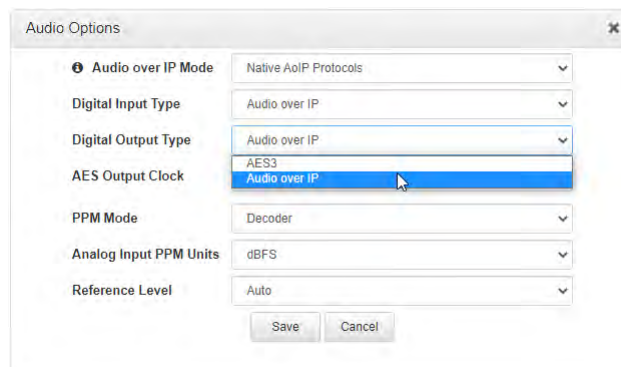 Audio Options
Audio over IP Mode Native AoIP Protocols
Digital Input Type Audio over IP
Digital Output Type Audio over IP
AES3
AES Output Clock Audio over IP
PPM Mode Decoder
Analog Input PPM Units dBFS
Reference Level Auto
Save Cancel